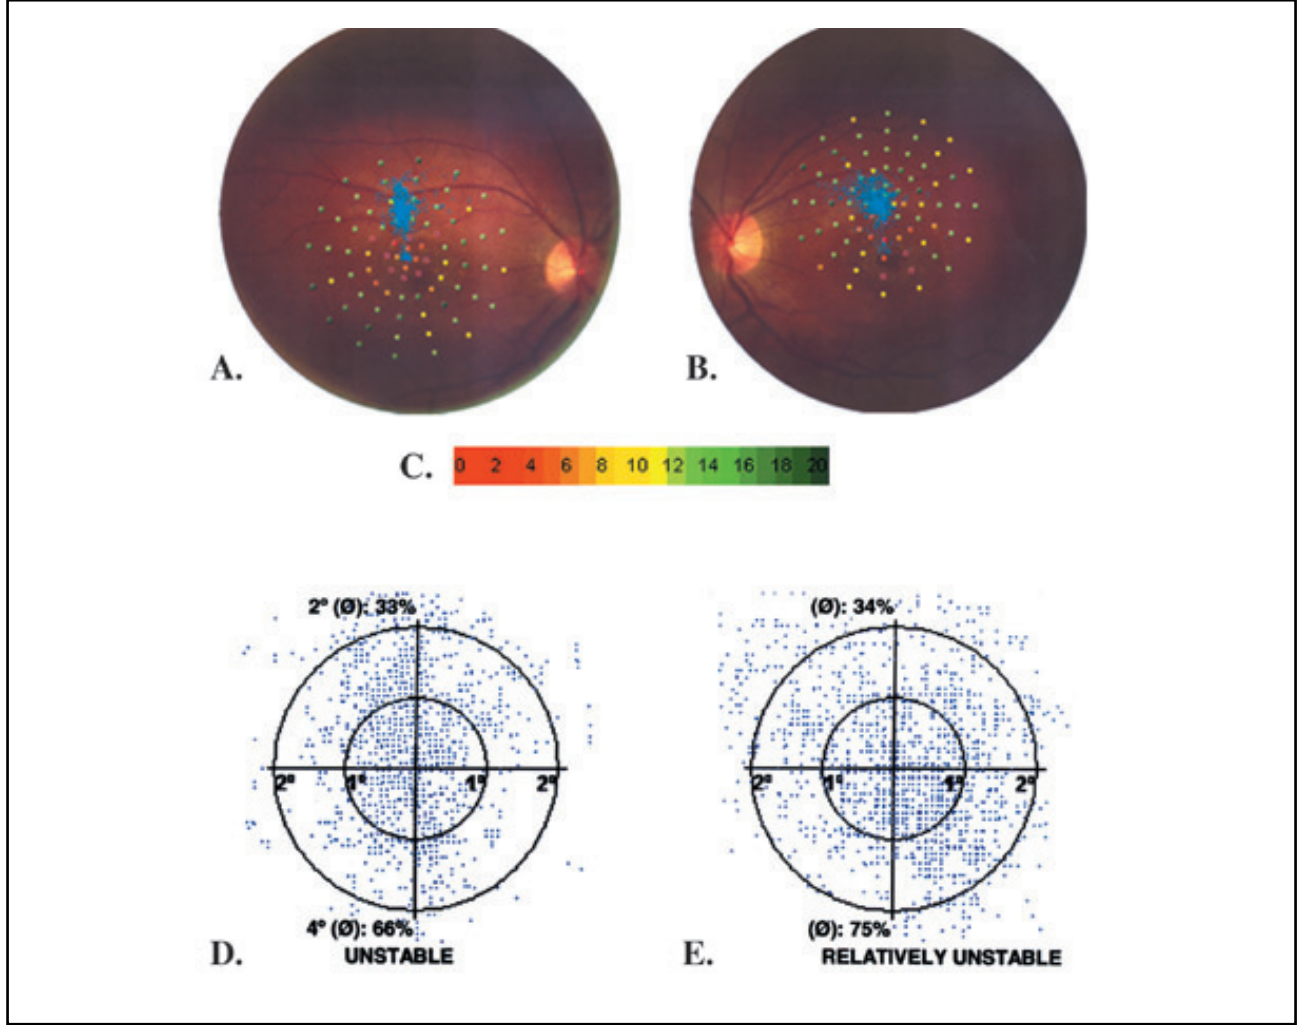 A.
B.
C.
0 2 4 6 8 10 12 14 16 18 20
2° (Ø): 33%
2° 1° 1° 2°
4° (Ø): 66%
D.
UNSTABLE
(Ø): 34%
2° 1° 1° 2°
(Ø): 75%
E.
RELATIVELY UNSTABLE